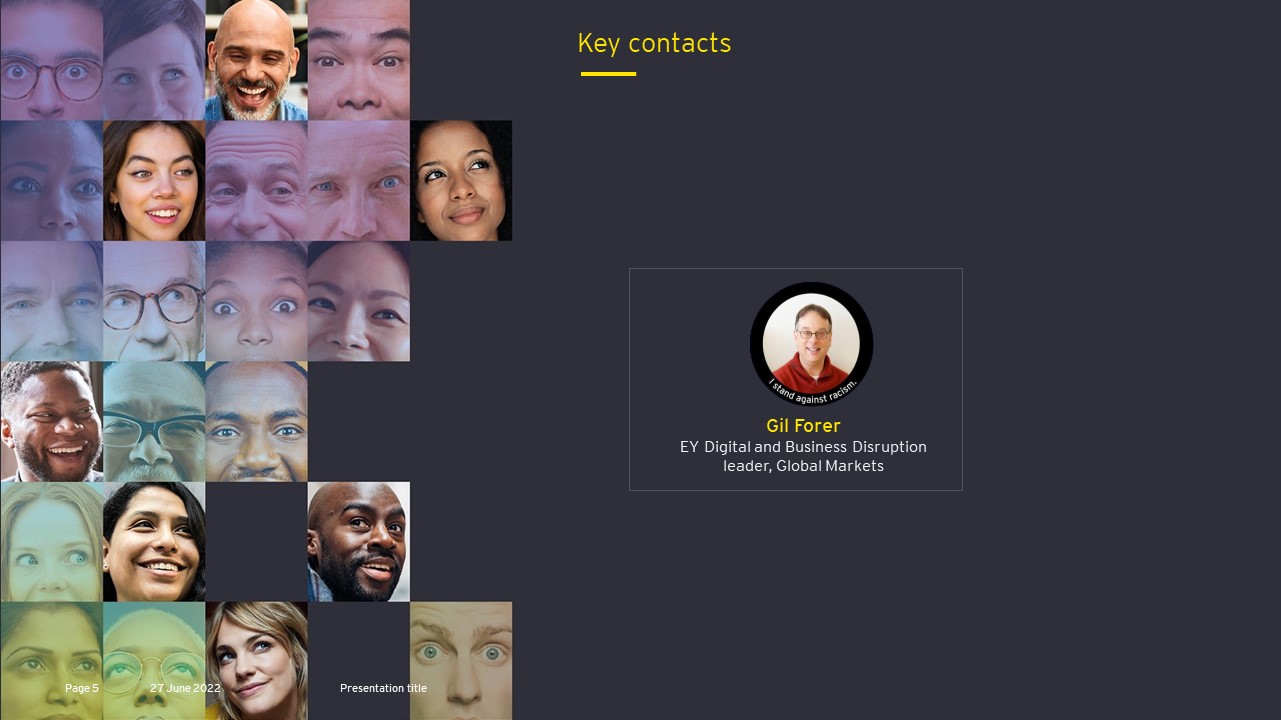 Key contacts
I stand against racism.
Gil Forer
EY Digital and Business Disruption
leader, Global Markets
Page 5
27 June 2022
Presentation title